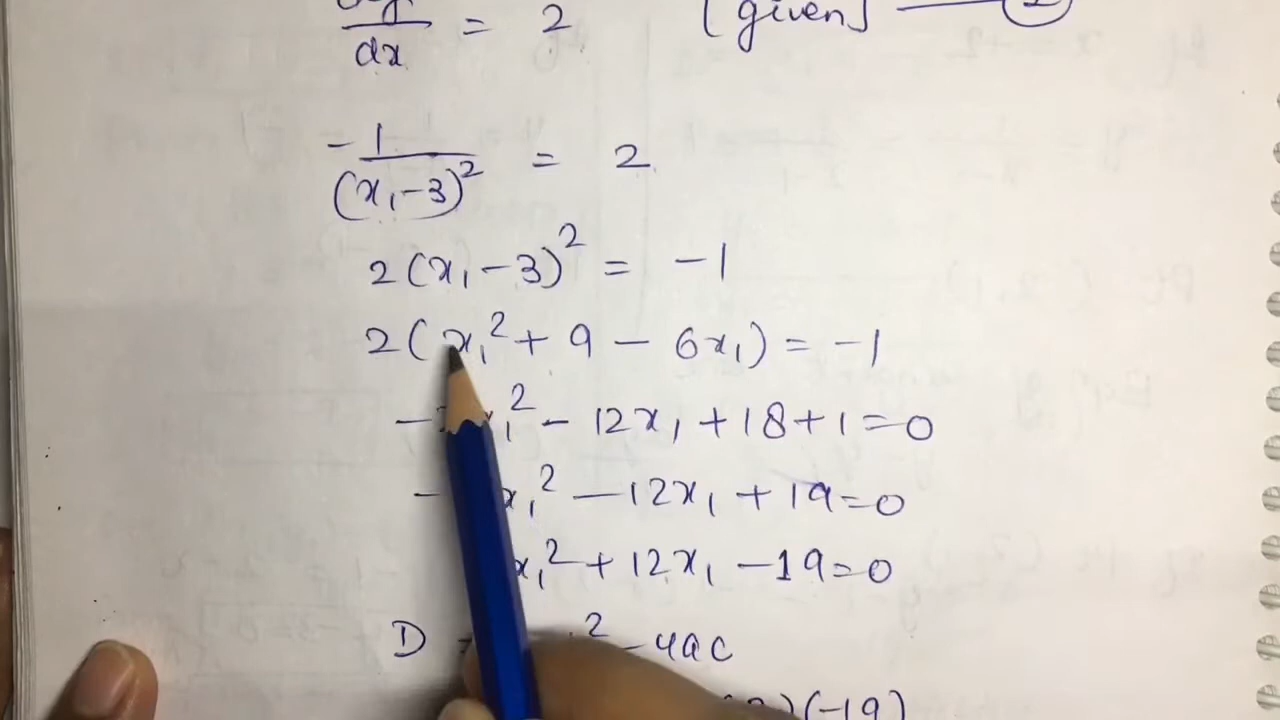 dx = 2 [given]
-1/(x₁-3)² = 2
2(x₁-3)² = -1
2(x₁²+9-6x₁) = -1
- x₁² - 12x₁ +18+1=0
- x₁² -12x₁ +19=0
x₁² +12x₁ -19=0
D ² -4ac
)(-19)